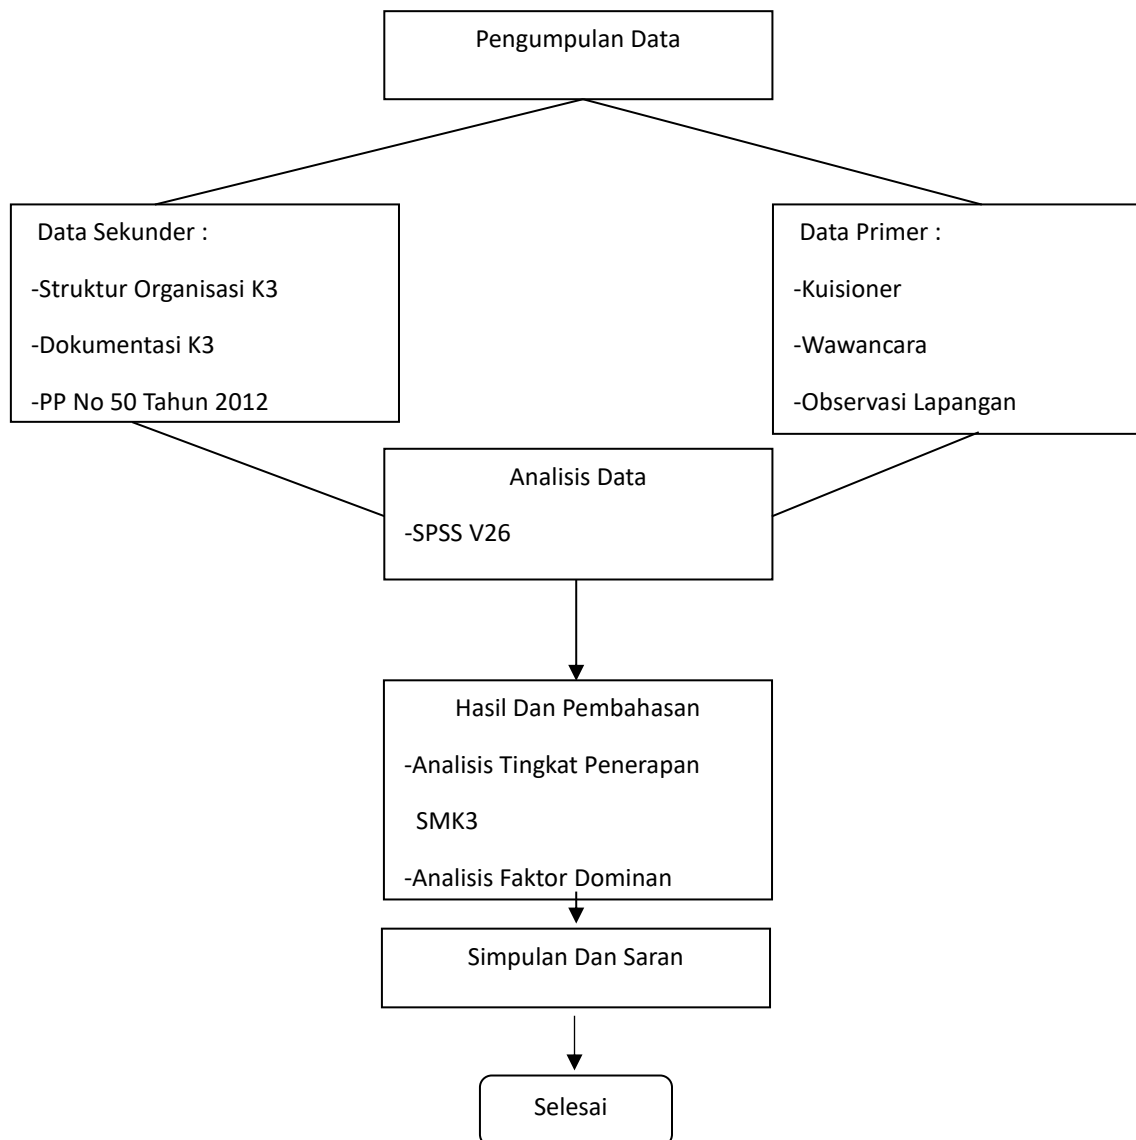 Pengumpulan Data
Data Sekunder :
-Struktur Organisasi K3
-Dokumentasi K3
-PP No 50 Tahun 2012
Data Primer :
-Kuisioner
-Wawancara
-Observasi Lapangan
Analisis Data
-SPSS V26
Hasil Dan Pembahasan
-Analisis Tingkat Penerapan
SMK3
-Analisis Faktor Dominan
Simpulan Dan Saran
Selesai